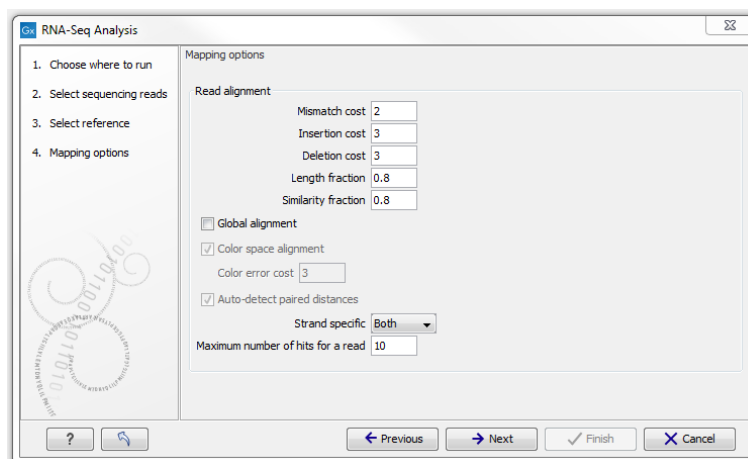 Gx RNA-Seq Analysis
1. Choose where to run
2. Select sequencing reads
3. Select reference
4. Mapping options
Mapping options
Read alignment
Mismatch cost 2
Insertion cost 3
Deletion cost 3
Length fraction 0.8
Similarity fraction 0.8
Global alignment
Color space alignment
Color error cost 3
Auto-detect paired distances
Strand specific Both
Maximum number of hits for a read 10
? Previous Next Finish Cancel